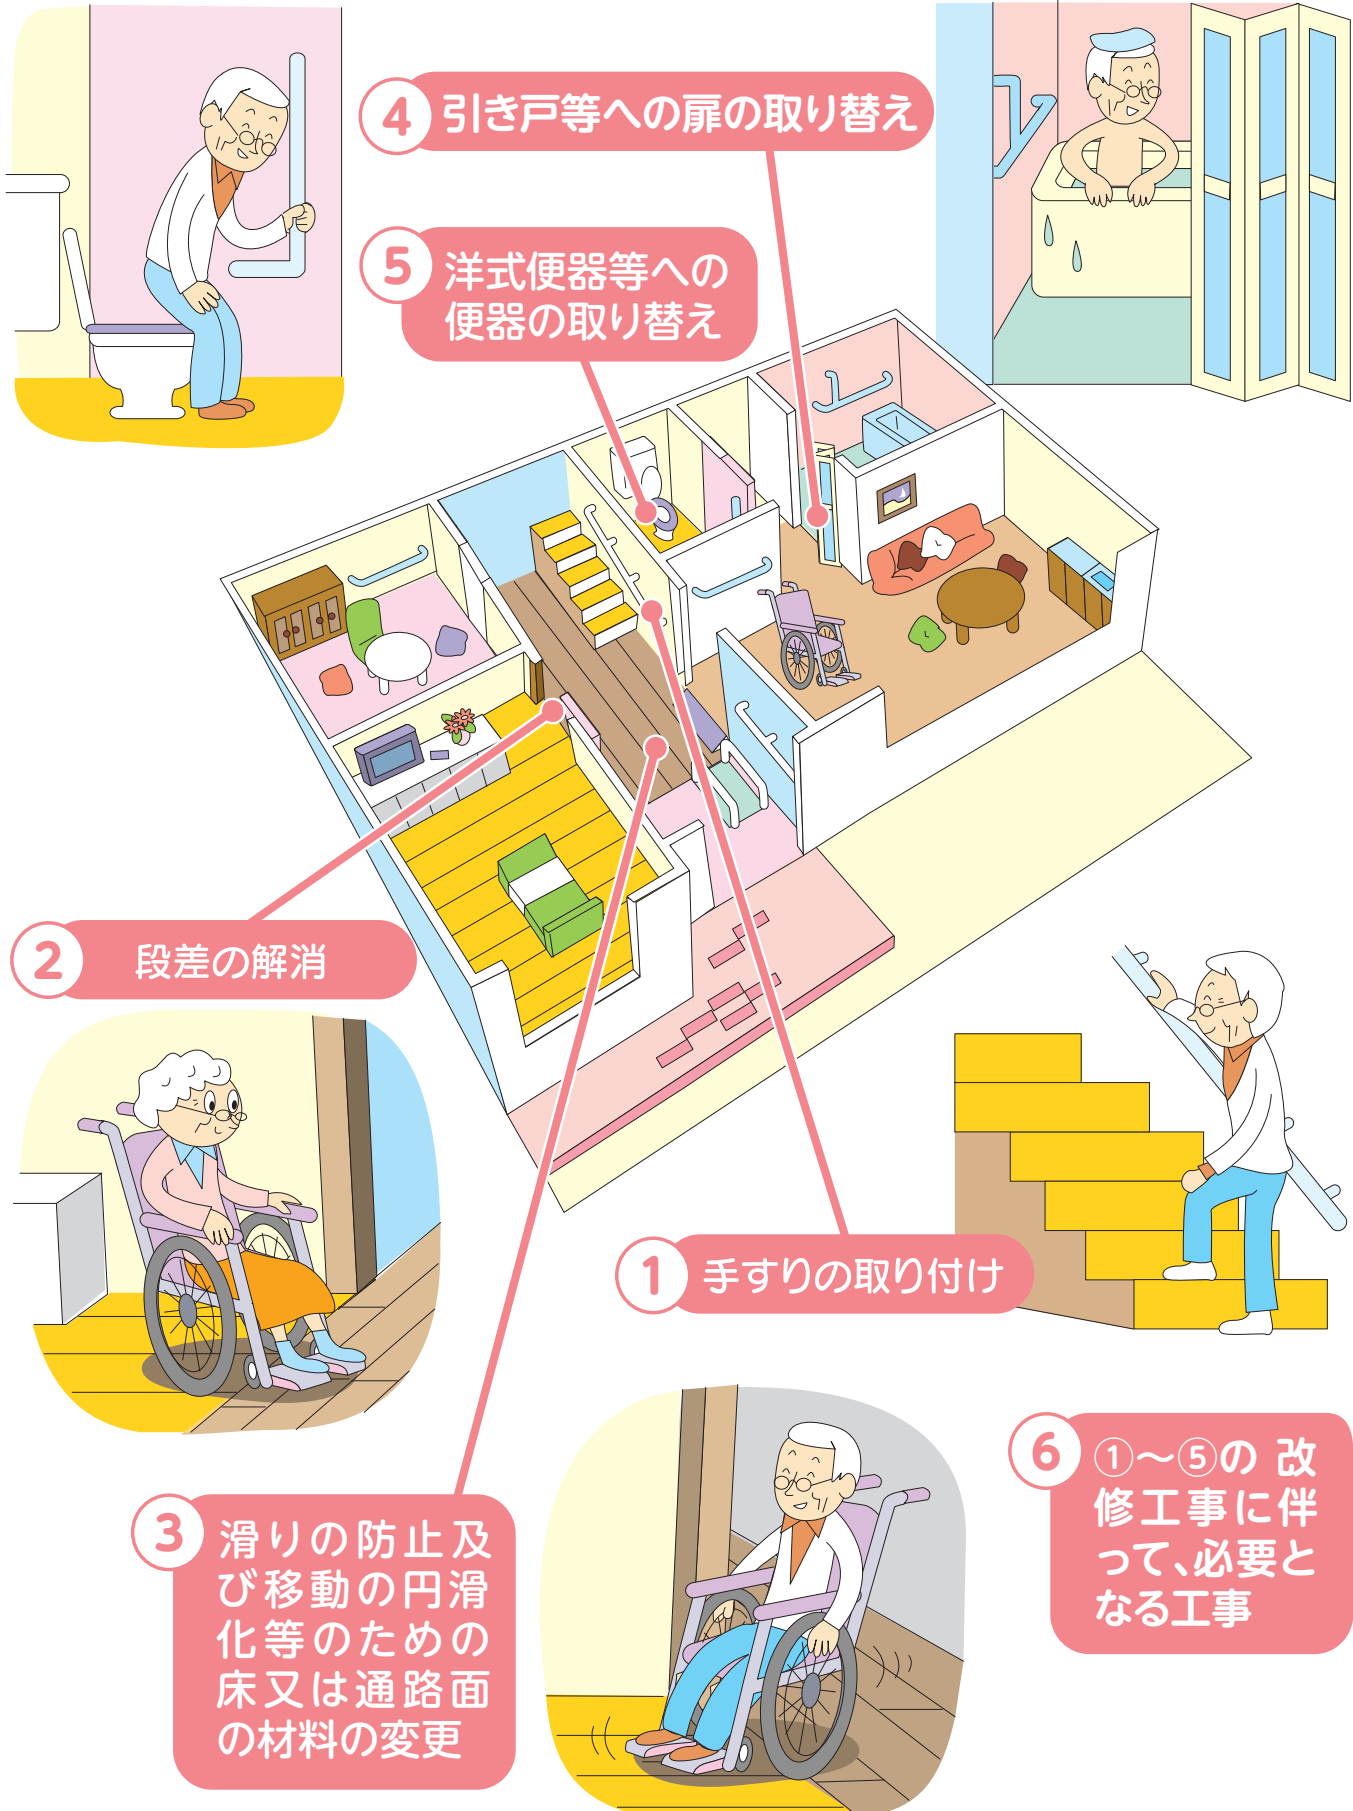 4 引き戸等への扉の取り替え
5 洋式便器等への
便器の取り替え
2 段差の解消
1 手すりの取り付け
3 滑りの防止及
び移動の円滑
化等のための
床又は通路面
の材料の変更
6 ①～⑤の 改
修工事に伴
って、必要と
なる工事